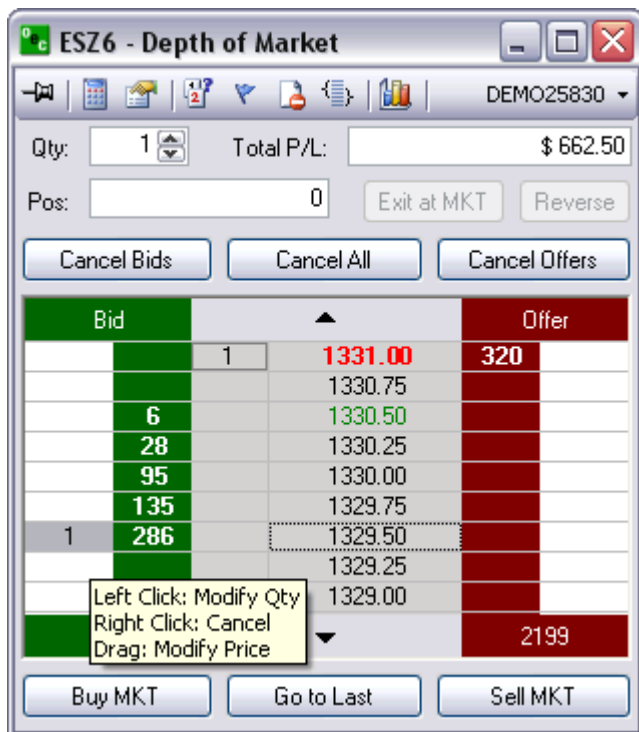 ESZ6 - Depth of Market
DEMO25830
Qty: 1 Total P/L: $ 662.50
Pos: 0 Exit at MKT Reverse
Cancel Bids Cancel All Cancel Offers
Bid Offer
1 1331.00 320
1330.75
6 1330.50
28 1330.25
95 1330.00
135 1329.75
1 286 1329.50
1329.25
Left Click: Modify Qty 1329.00
Right Click: Cancel
Drag: Modify Price 2199
Buy MKT Go to Last Sell MKT